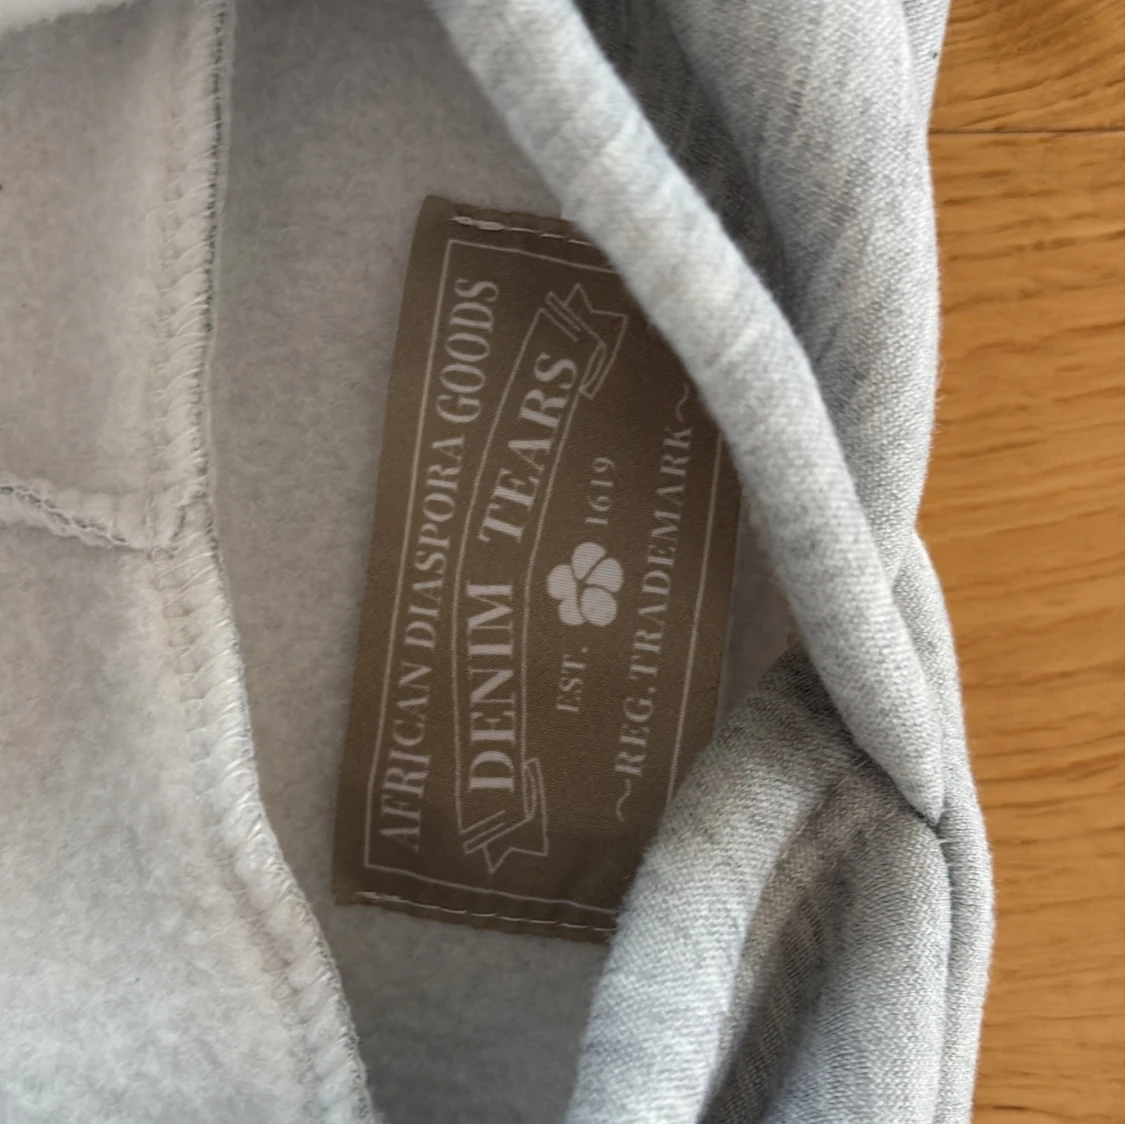 AFRICAN DIASPORA GOODS
DENIM TEARS
EST. 1619
~REG. TRADEMARK~